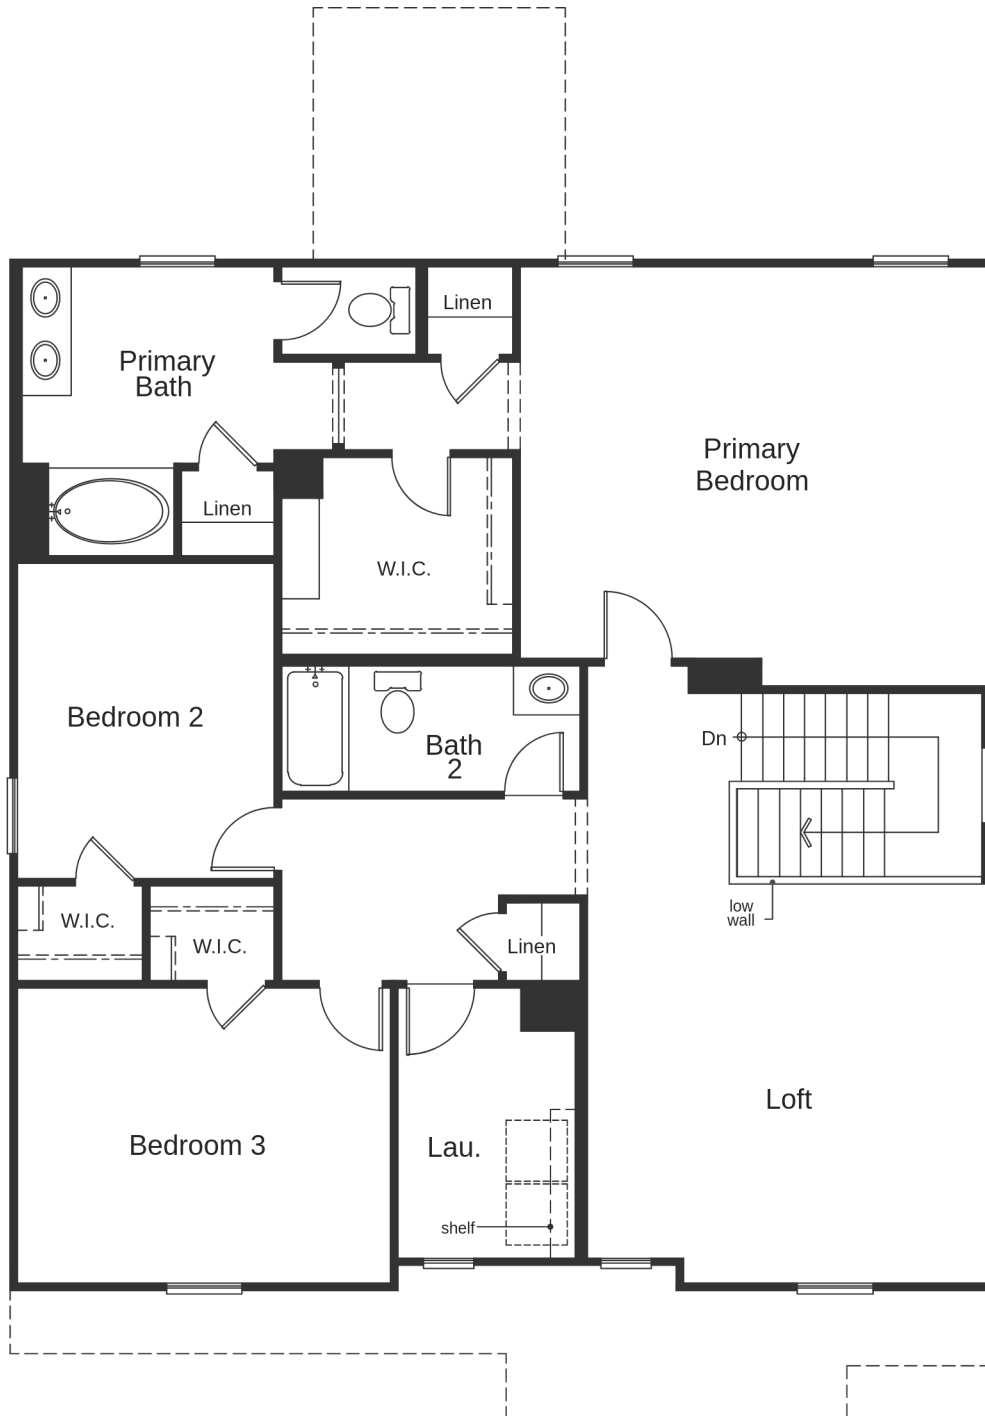 Linen
Primary
Bath
Primary
Bedroom
Linen
W.I.C.
Bedroom 2
Bath
2
Dn
W.I.C.
W.I.C.
Linen
low
wall
Loft
Bedroom 3
Lau.
shelf